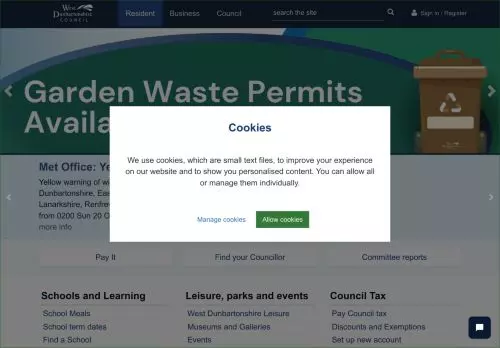 West
Dunbartonshire
COUNCIL
Resident
Business
Council
search the site
Sign In / Register
Garden Waste Permits
Availa
Met Office: Ye
Yellow warning of wi
Dunbartonshire, Eas
Lanarkshire, Renfre
from 0200 Sun 20 O
more info
Cookies
We use cookies, which are small text files, to improve your experience
on our website and to show you personalised content. You can allow all
or manage them individually.
Manage cookies
Allow cookies
Pay It
Find your Councillor
Committee reports
Schools and Learning
School Meals
School term dates
Find a School
Leisure, parks and events
West Dunbartonshire Leisure
Museums and Galleries
Events
Council Tax
Pay Council tax
Discounts and Exemptions
Set up new account